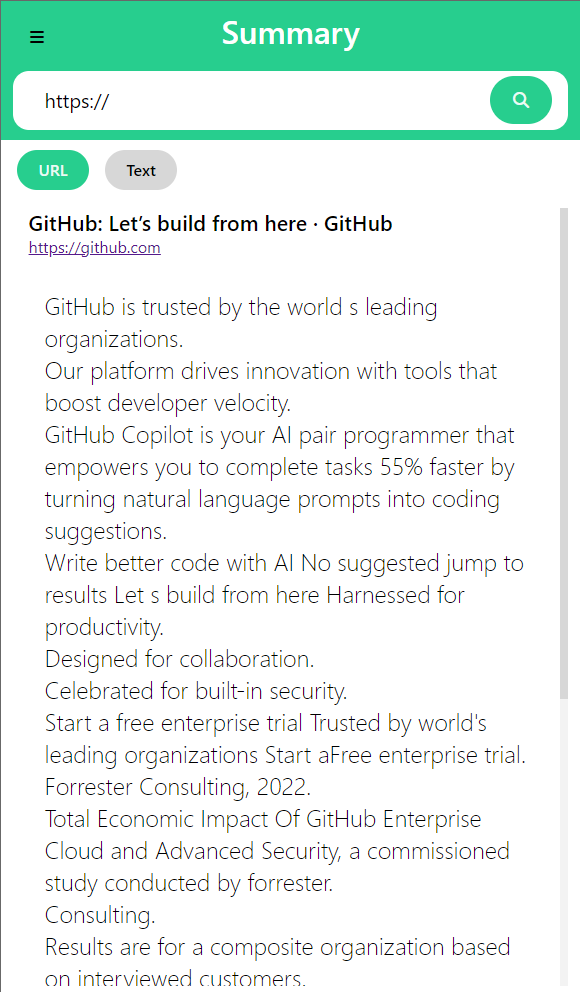 Summary
https://
URL
Text
GitHub: Let’s build from here · GitHub
https://github.com
GitHub is trusted by the world s leading
organizations.
Our platform drives innovation with tools that
boost developer velocity.
GitHub Copilot is your AI pair programmer that
empowers you to complete tasks 55% faster by
turning natural language prompts into coding
suggestions.
Write better code with AI No suggested jump to
results Let s build from here Harnessed for
productivity.
Designed for collaboration.
Celebrated for built-in security.
Start a free enterprise trial Trusted by world's
leading organizations Start aFree enterprise trial.
Forrester Consulting, 2022.
Total Economic Impact Of GitHub Enterprise
Cloud and Advanced Security, a commissioned
study conducted by forrester.
Consulting.
Results are for a composite organization based
on interviewed customers.